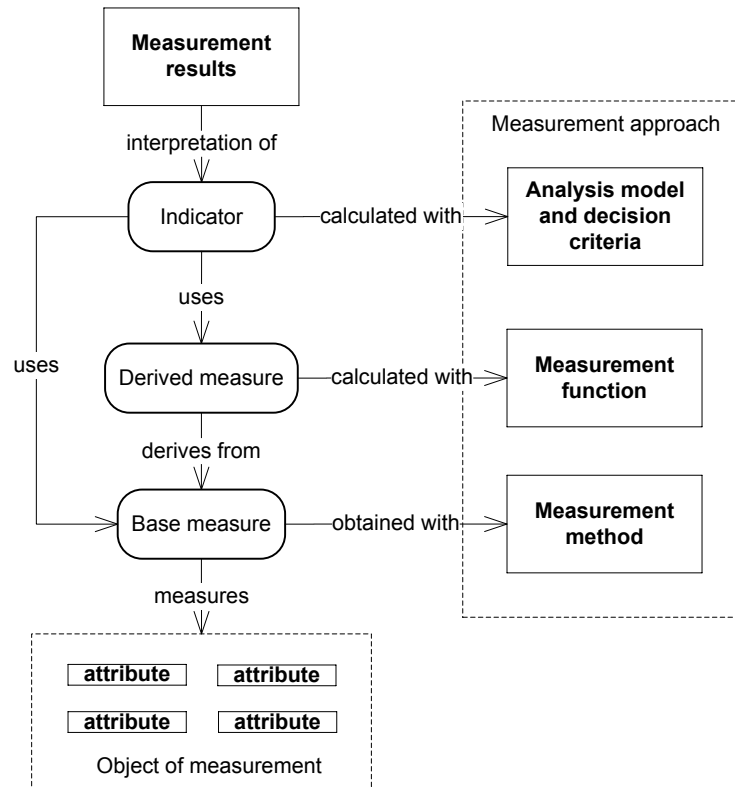 Measurement
results
interpretation of
Measurement approach
Indicator
calculated with
Analysis model
and decision
criteria
uses
uses
Derived measure
calculated with
Measurement
function
derives from
Base measure
obtained with
Measurement
method
measures
attribute
attribute
attribute
attribute
Object of measurement